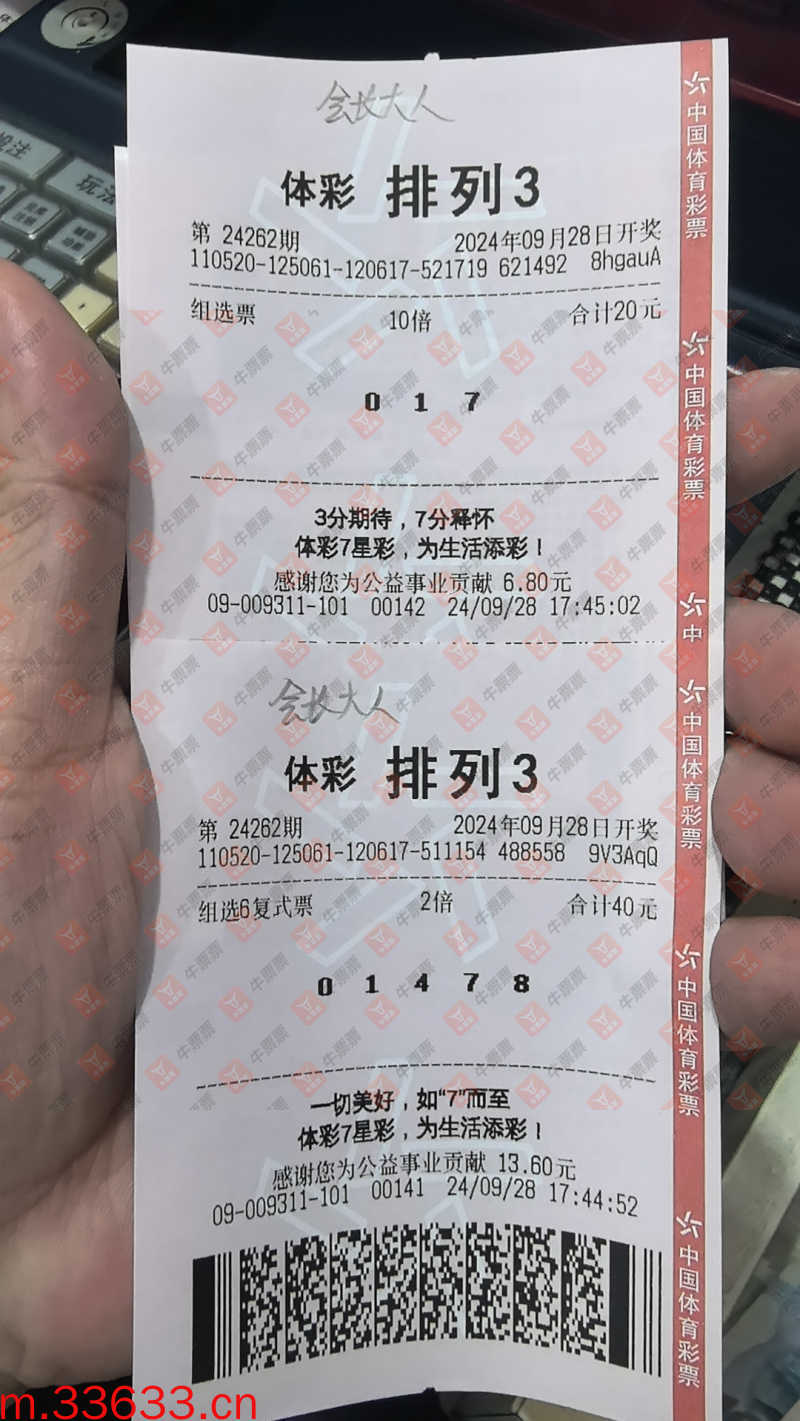 会长大人
体彩 排列3
第 24262期 2024年09月28日开奖
110520-125061-120617-521719 621492 8hgauA
组选票 10倍 合计20元
0 1 7
3分期待，7分释怀
体彩7星彩，为生活添彩！
感谢您为公益事业贡献 6.80元
09-009311-101 00142 24/09/28 17:45:02
会长大人
体彩 排列3
第 24262期 2024年09月28日开奖
110520-125061-120617-511154 488558 9V3AqQ
组选6复式票 2倍 合计40元
0 1 4 7 8
一切美好，如“7”而至
体彩7星彩，为生活添彩！
感谢您为公益事业贡献 13.60元
09-009311-101 00141 24/09/28 17:44:52
中国体育彩票
中国体育彩票
中
中国体育彩票
中国体育彩票
中国体育彩票
牛票票
玩法
m.33633.cn